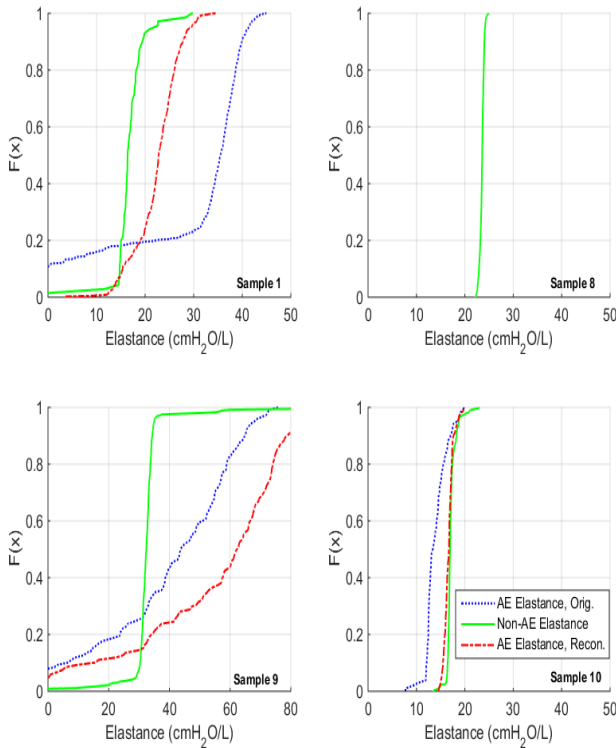 1
0.8
0.6
0.4
0.2
0
F(x)
0 10 20 30 40 50
Elastance (cmH2O/L)
Sample 1
1
0.8
0.6
0.4
0.2
0
F(x)
0 10 20 30 40 50
Elastance (cmH2O/L)
Sample 8
1
0.8
0.6
0.4
0.2
0
F(x)
0 20 40 60 80
Elastance (cmH2O/L)
Sample 9
1
0.8
0.6
0.4
0.2
0
F(x)
AE Elastance, Orig.
Non-AE Elastance
AE Elastance, Recon.
Sample 10
0 10 20 30 40 50
Elastance (cmH2O/L)